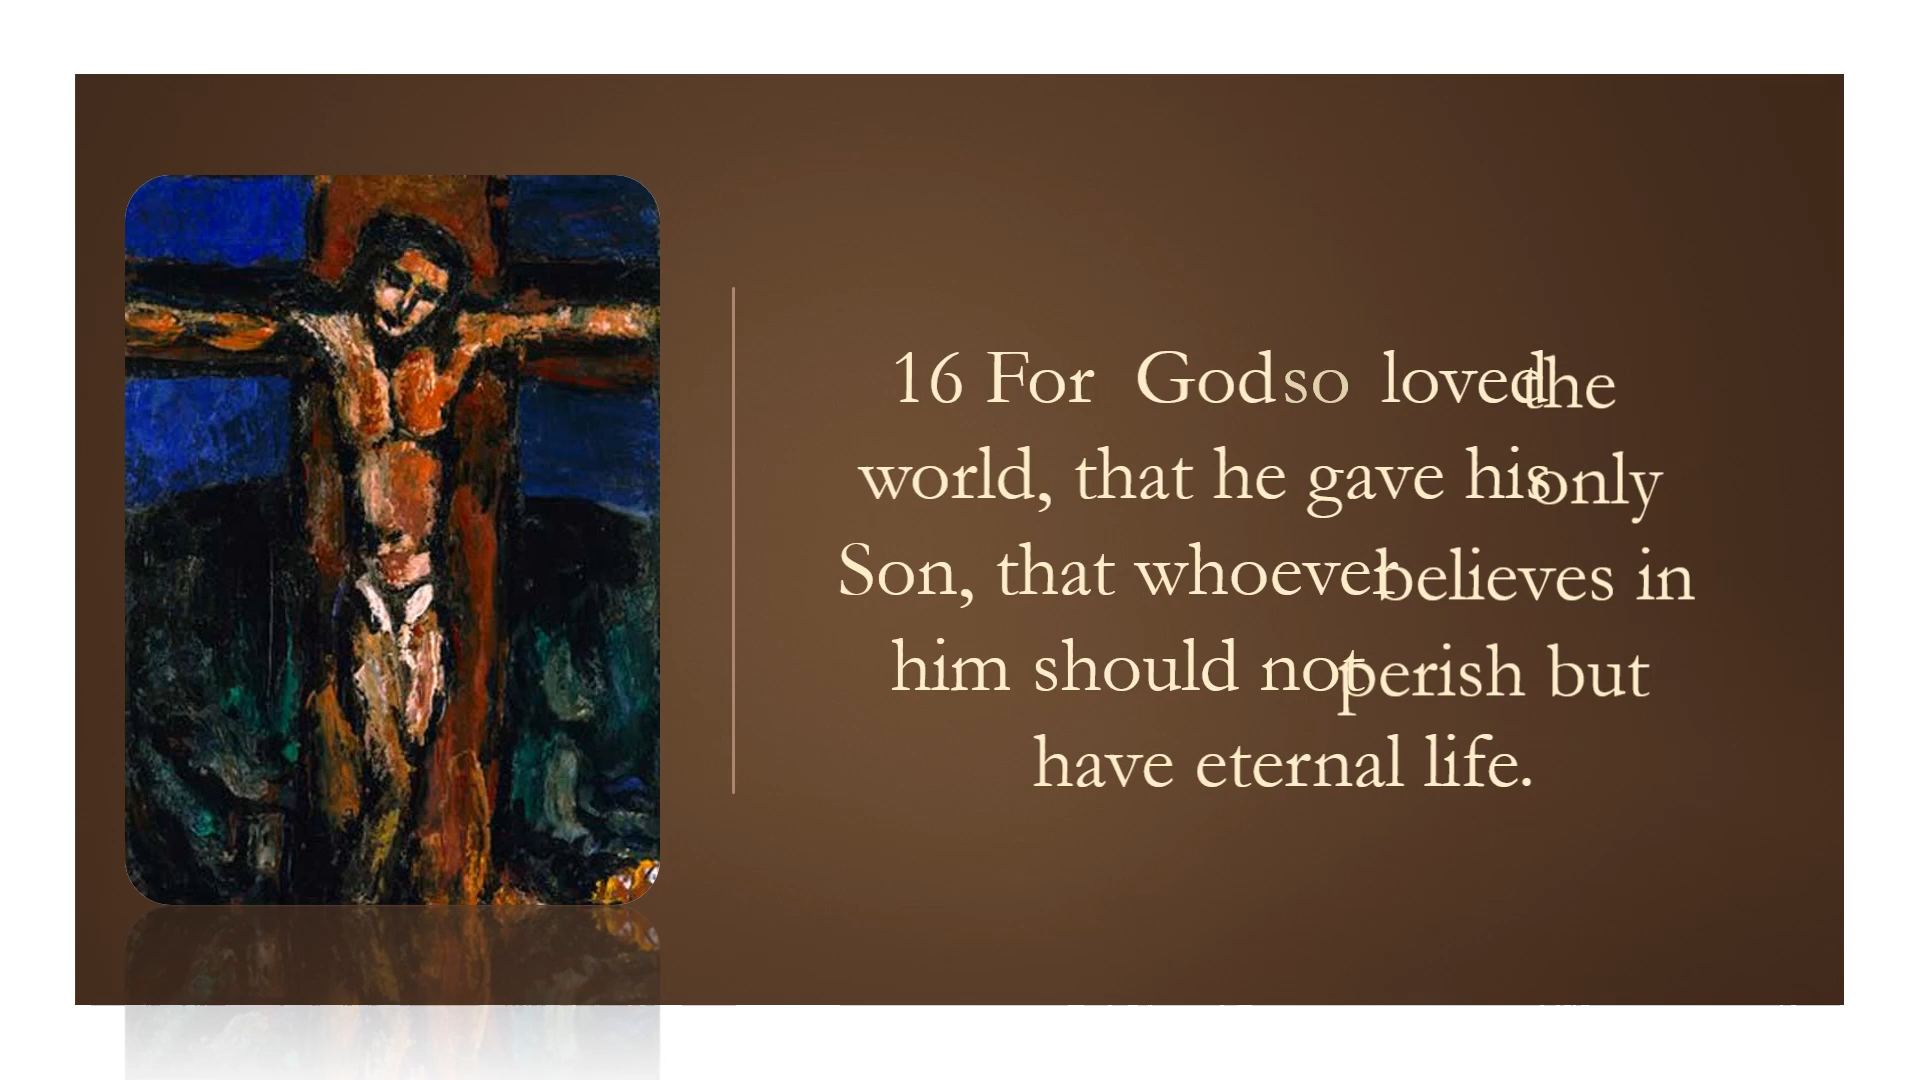 16 For God so loved the
world, that he gave his only
Son, that whoever believes in
him should not perish but
have eternal life.